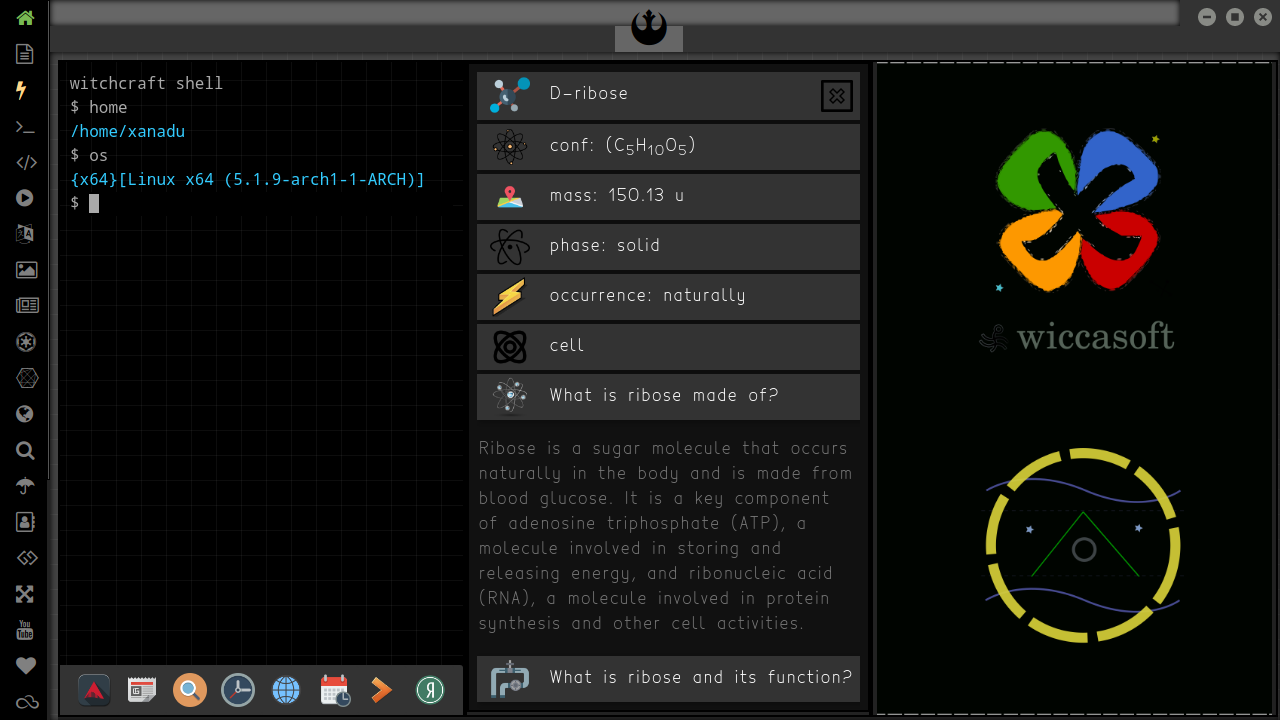 witchcraft shell
$ home
/home/xanadu
$ os
{x64}[Linux x64 (5.1.9-arch1-1-ARCH)]
$
D-ribose
conf: (C₅H₁₀O₅)
mass: 150.13 u
phase: solid
occurrence: naturally
cell
What is ribose made of?
Ribose is a sugar molecule that occurs
naturally in the body and is made from
blood glucose. It is a key component
of adenosine triphosphate (ATP), a
molecule involved in storing and
releasing energy, and ribonucleic acid
(RNA), a molecule involved in protein
synthesis and other cell activities.
What is ribose and its function?
wiccasoft
You
Tube
Я